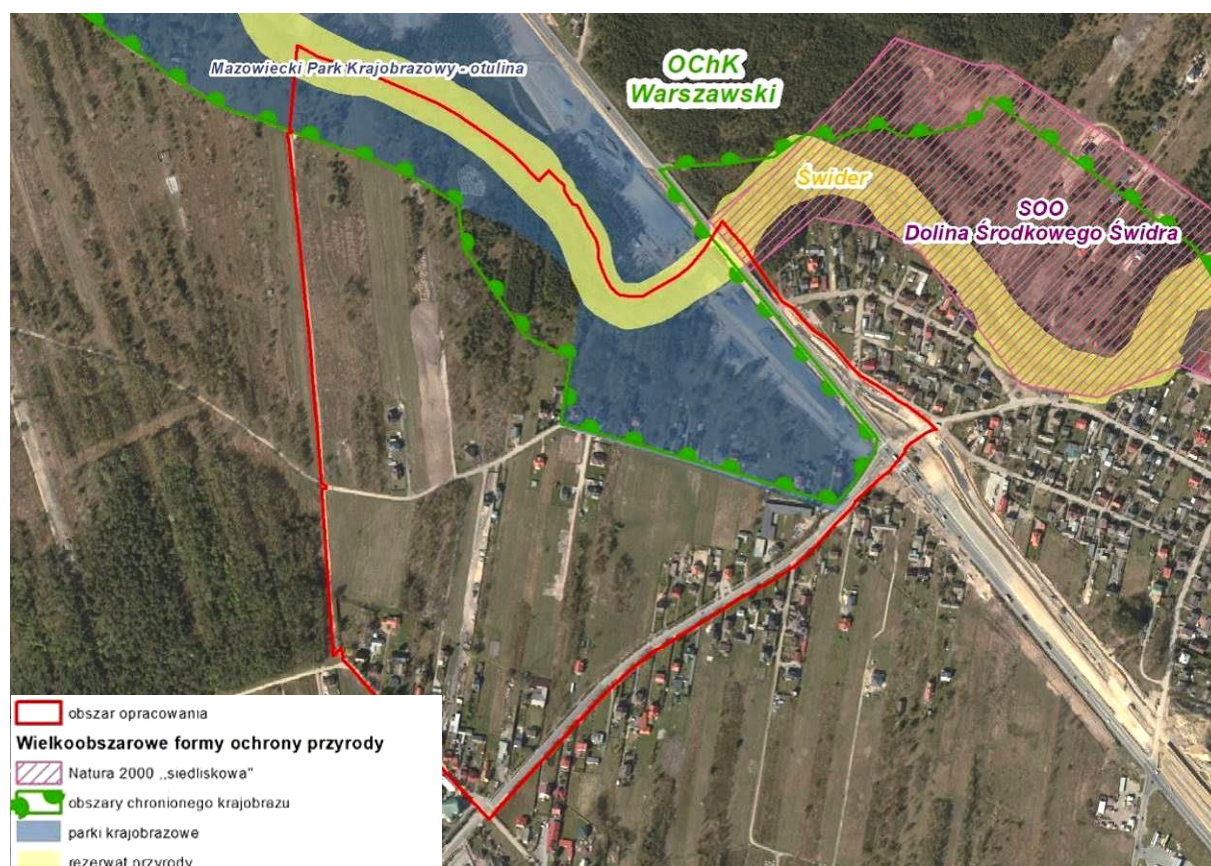 Mazowiecki Park Krajobrazowy - otulina
OChK
Warszawski
Świder
SOO
Dolina Środkowego Świdra
obszar opracowania
Wielkoobszarowe formy ochrony przyrody
Natura 2000 „siedliskowa"
obszary chronionego krajobrazu
parki krajobrazowe
rezerwat przyrody